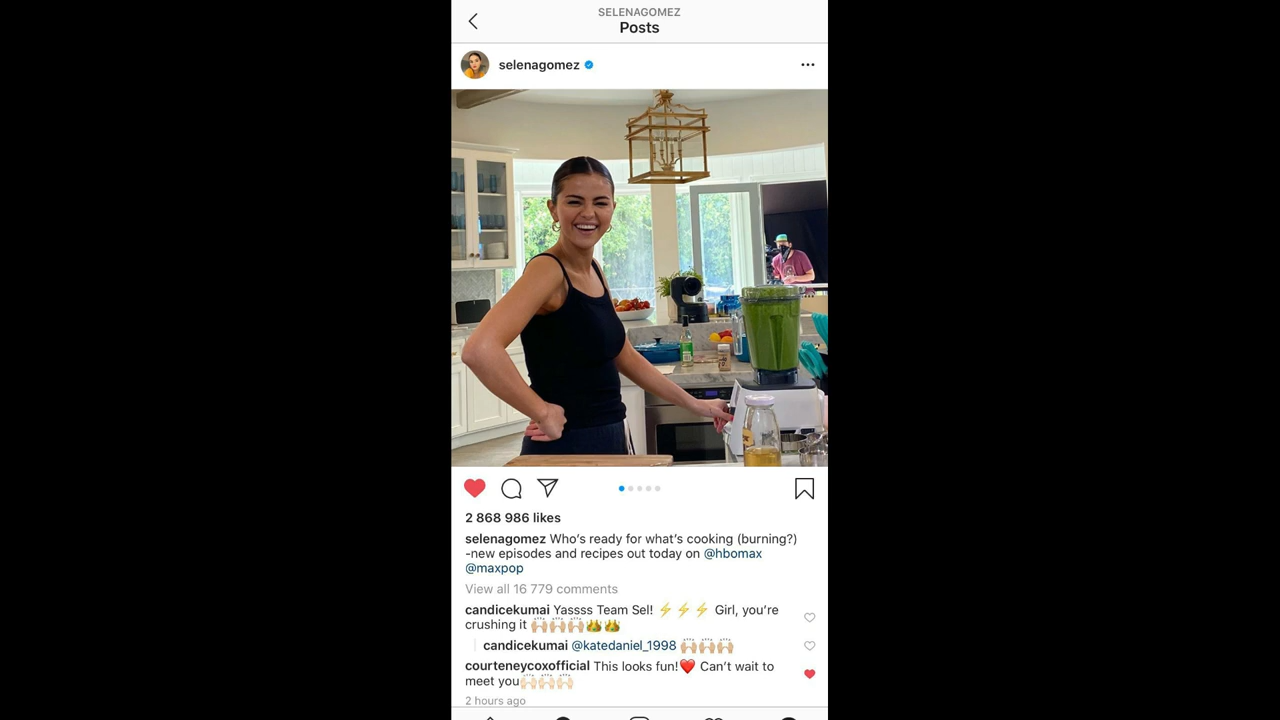 SELENAGOMEZ
Posts
selenagomez
2 868 986 likes
selenagomez Who's ready for what's cooking (burning?)
-new episodes and recipes out today on @hbomax
@maxpop
View all 16 779 comments
candicekumai Yassss Team Sel! ⚡⚡⚡ Girl, you're
crushing it 🙌🏼🙌🏼🙌🏼👑👑
candicekumai @katedaniel_1998 🙌🏼🙌🏼🙌🏼
courteneycoxofficial This looks fun!❤️ Can't wait to
meet you🙌🏻🙌🏻🙌🏻
2 hours ago